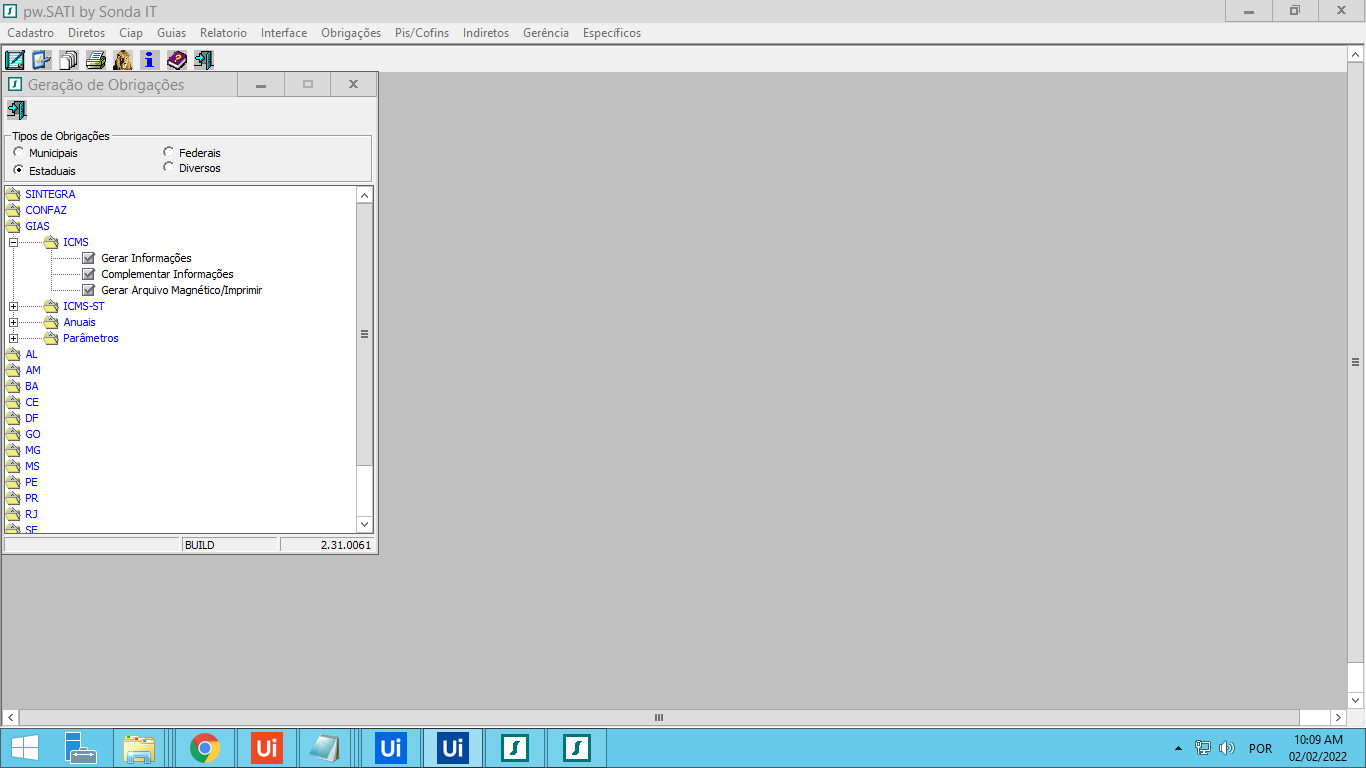 pw.SATI by Sonda IT
Cadastro Diretos Ciap Guias Relatorio Interface Obrigações Pis/Cofins Indiretos Gerência Específicos
Geração de Obrigações
Tipos de Obrigações
Municipais Federais
Estaduais Diversos
SINTEGRA
CONFAZ
GIAS
ICMS
Gerar Informações
Complementar Informações
Gerar Arquivo Magnético/Imprimir
ICMS-ST
Anuais
Parâmetros
AL
AM
BA
CE
DF
GO
MG
MS
PE
PR
RJ
BUILD 2.31.0061
Ui Ui Ui
POR
10:09 AM
02/02/2022